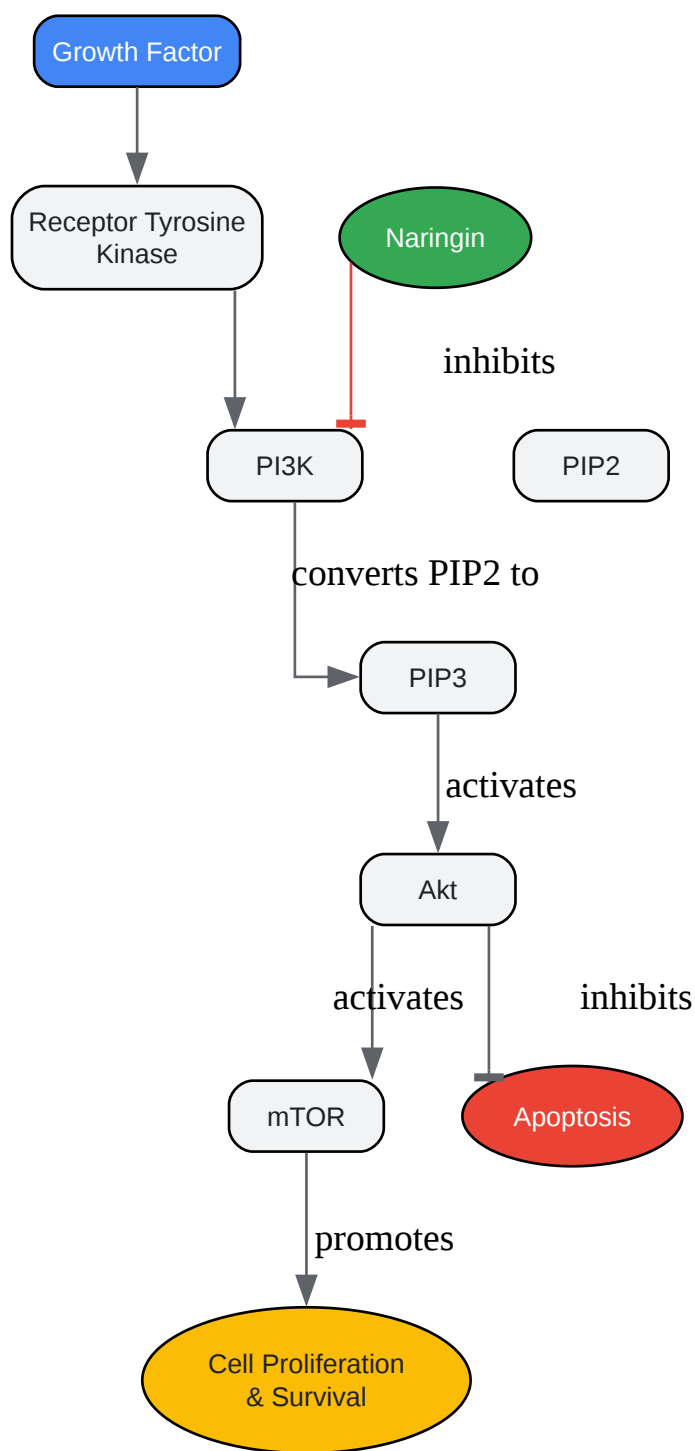 Growth Factor
Receptor Tyrosine
Kinase
Naringin
inhibits
PI3K
PIP2
converts PIP2 to
PIP3
activates
Akt
activates
inhibits
mTOR
Apoptosis
promotes
Cell Proliferation
& Survival